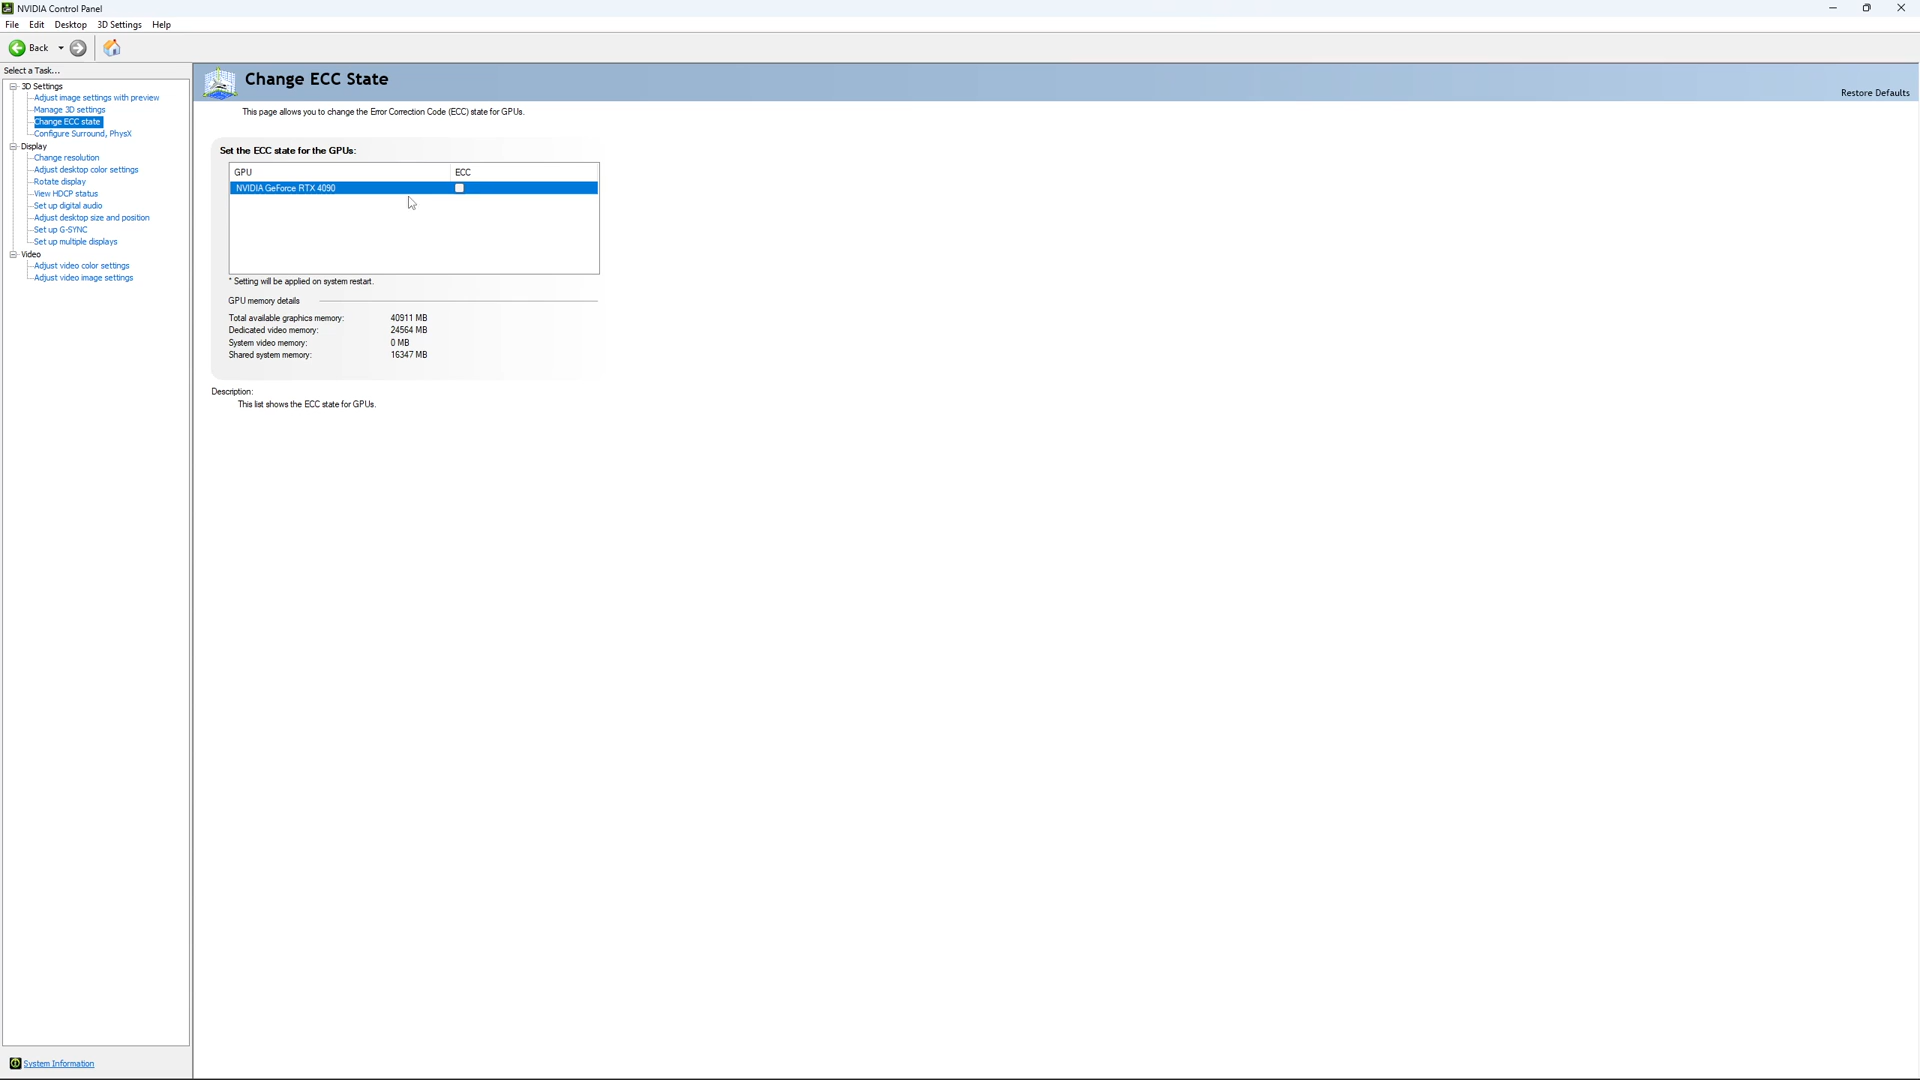 NVIDIA Control Panel
File Edit Desktop 3D Settings Help
Back
Select a Task...
3D Settings
Adjust image settings with preview
Manage 3D settings
Change ECC state
Configure Surround, PhysX
Display
Change resolution
Adjust desktop color settings
Rotate display
View HDCP status
Set up digital audio
Adjust desktop size and position
Set up G-SYNC
Set up multiple displays
Video
Adjust video color settings
Adjust video image settings
System Information
Change ECC State
Restore Defaults
This page allows you to change the Error Correction Code (ECC) state for GPUs.
Set the ECC state for the GPUs:
GPU ECC
NVIDIA GeForce RTX 4090
* Setting will be applied on system restart.
GPU memory details
Total available graphics memory: 40911 MB
Dedicated video memory: 24564 MB
System video memory: 0 MB
Shared system memory: 16347 MB
Description:
This list shows the ECC state for GPUs.